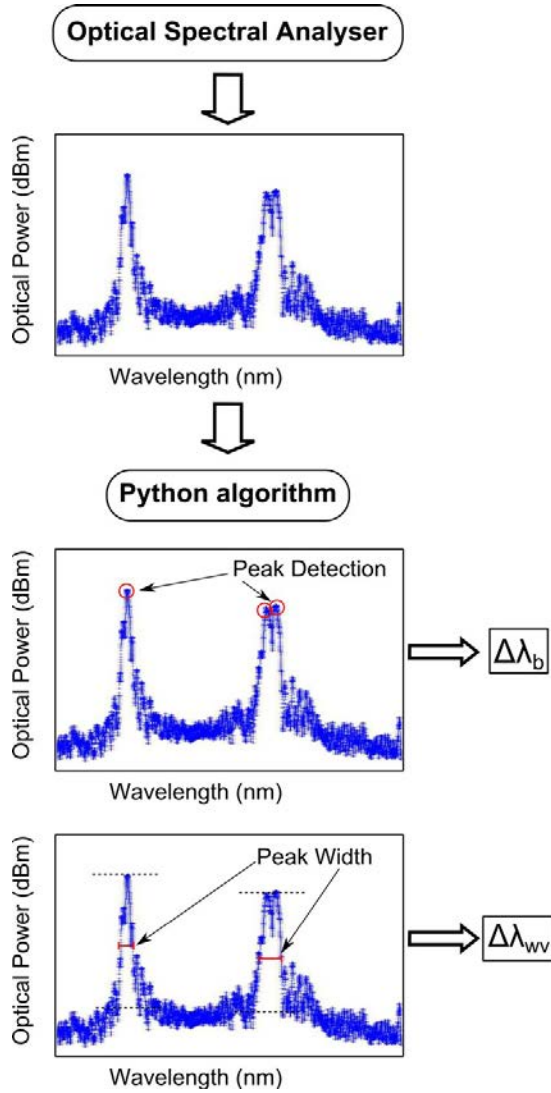 Optical Spectral Analyser
Optical Power (dBm)
Wavelength (nm)
Python algorithm
Optical Power (dBm)
Peak Detection
Δλb
Wavelength (nm)
Optical Power (dBm)
Peak Width
Δλwv
Wavelength (nm)